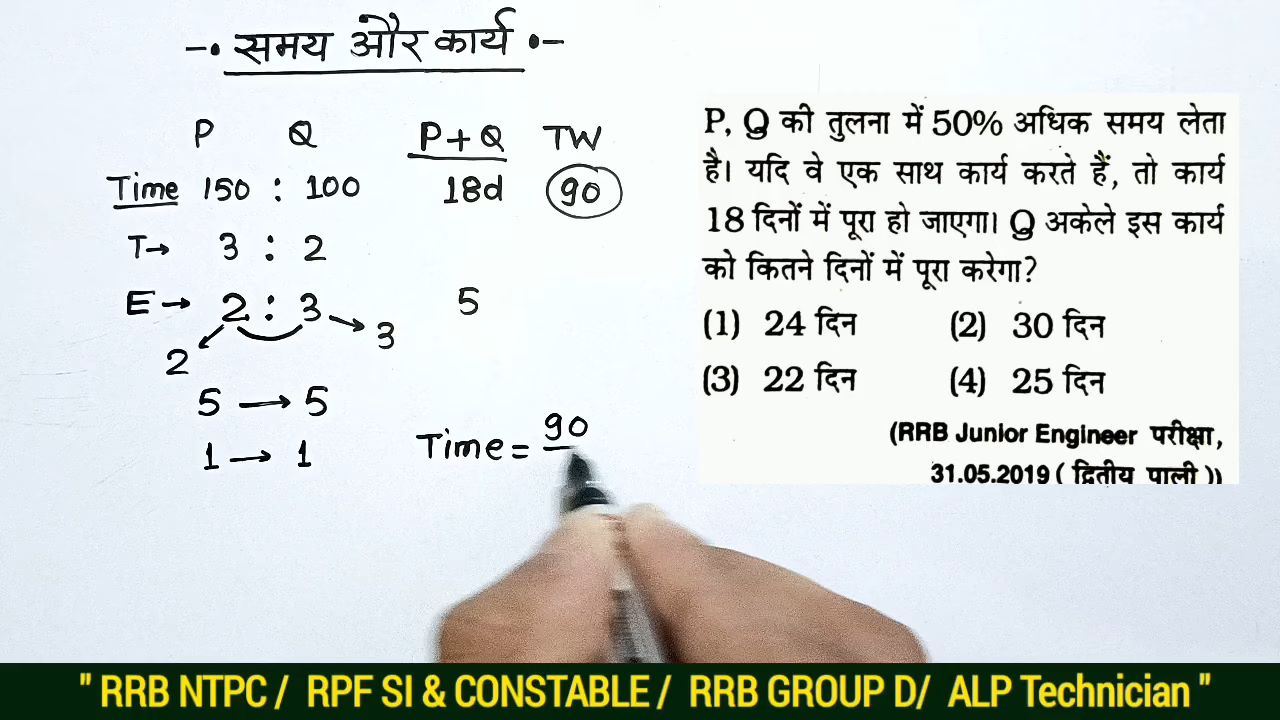 -• समय और कार्य •-
P Q P + Q TW
Time 150 : 100 18d 90
T→ 3 : 2
E → 2 : 3 5
2 3
5 → 5
1 → 1
Time = 90
P, Q की तुलना में 50% अधिक समय लेता
है। यदि वे एक साथ कार्य करते हैं, तो कार्य
18 दिनों में पूरा हो जाएगा। Q अकेले इस कार्य
को कितने दिनों में पूरा करेगा?
(1) 24 दिन (2) 30 दिन
(3) 22 दिन (4) 25 दिन
(RRB Junior Engineer परीक्षा,
31.05.2019 ( द्वितीय पाली ))
" RRB NTPC / RPF SI & CONSTABLE / RRB GROUP D/ ALP Technician "